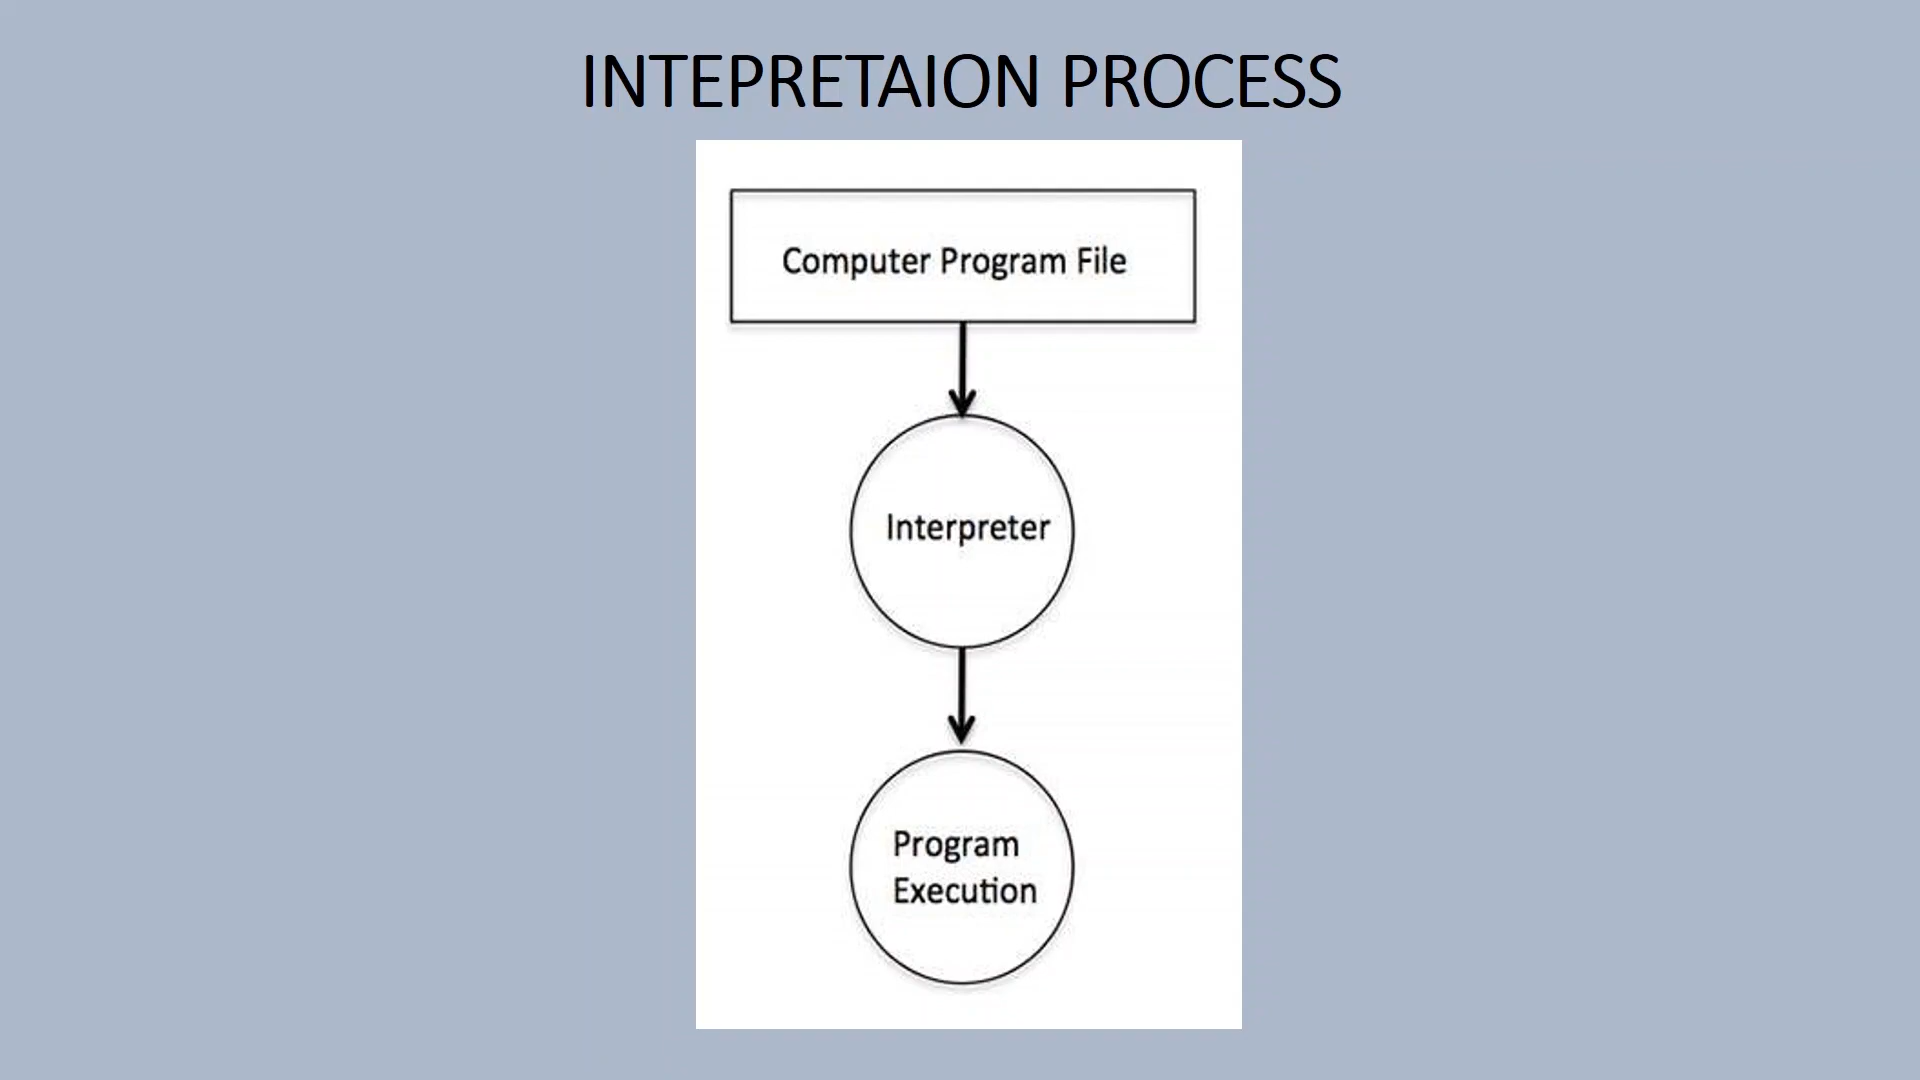 INTEPRETAION PROCESS
Computer Program File
Interpreter
Program
Execution